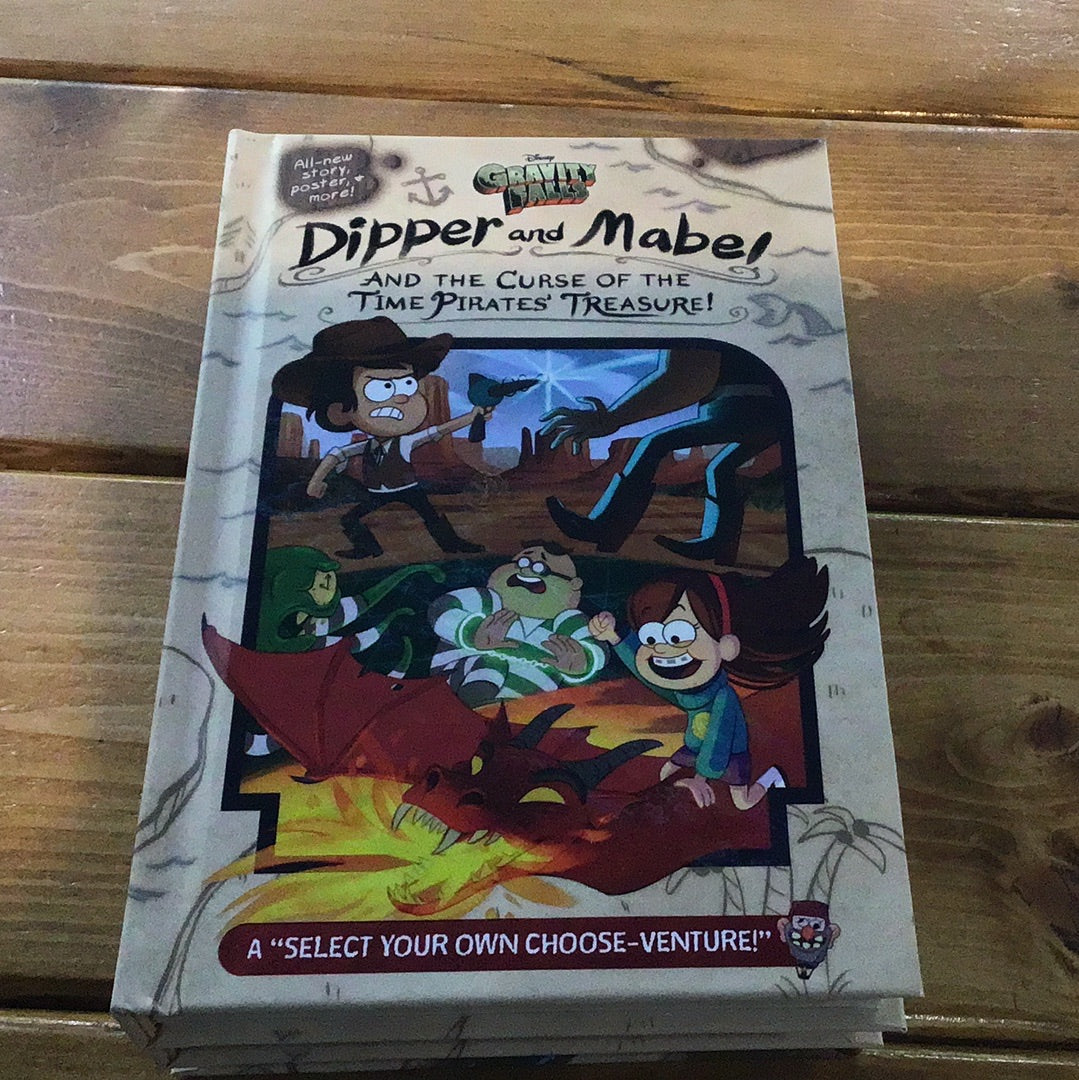 All-new
story,
poster, &
more!
Disney
GRAVITY
FALLS
Dipper and Mabel
AND THE CURSE OF THE
TIME PIRATES' TREASURE!
A “SELECT YOUR OWN CHOOSE-VENTURE!”